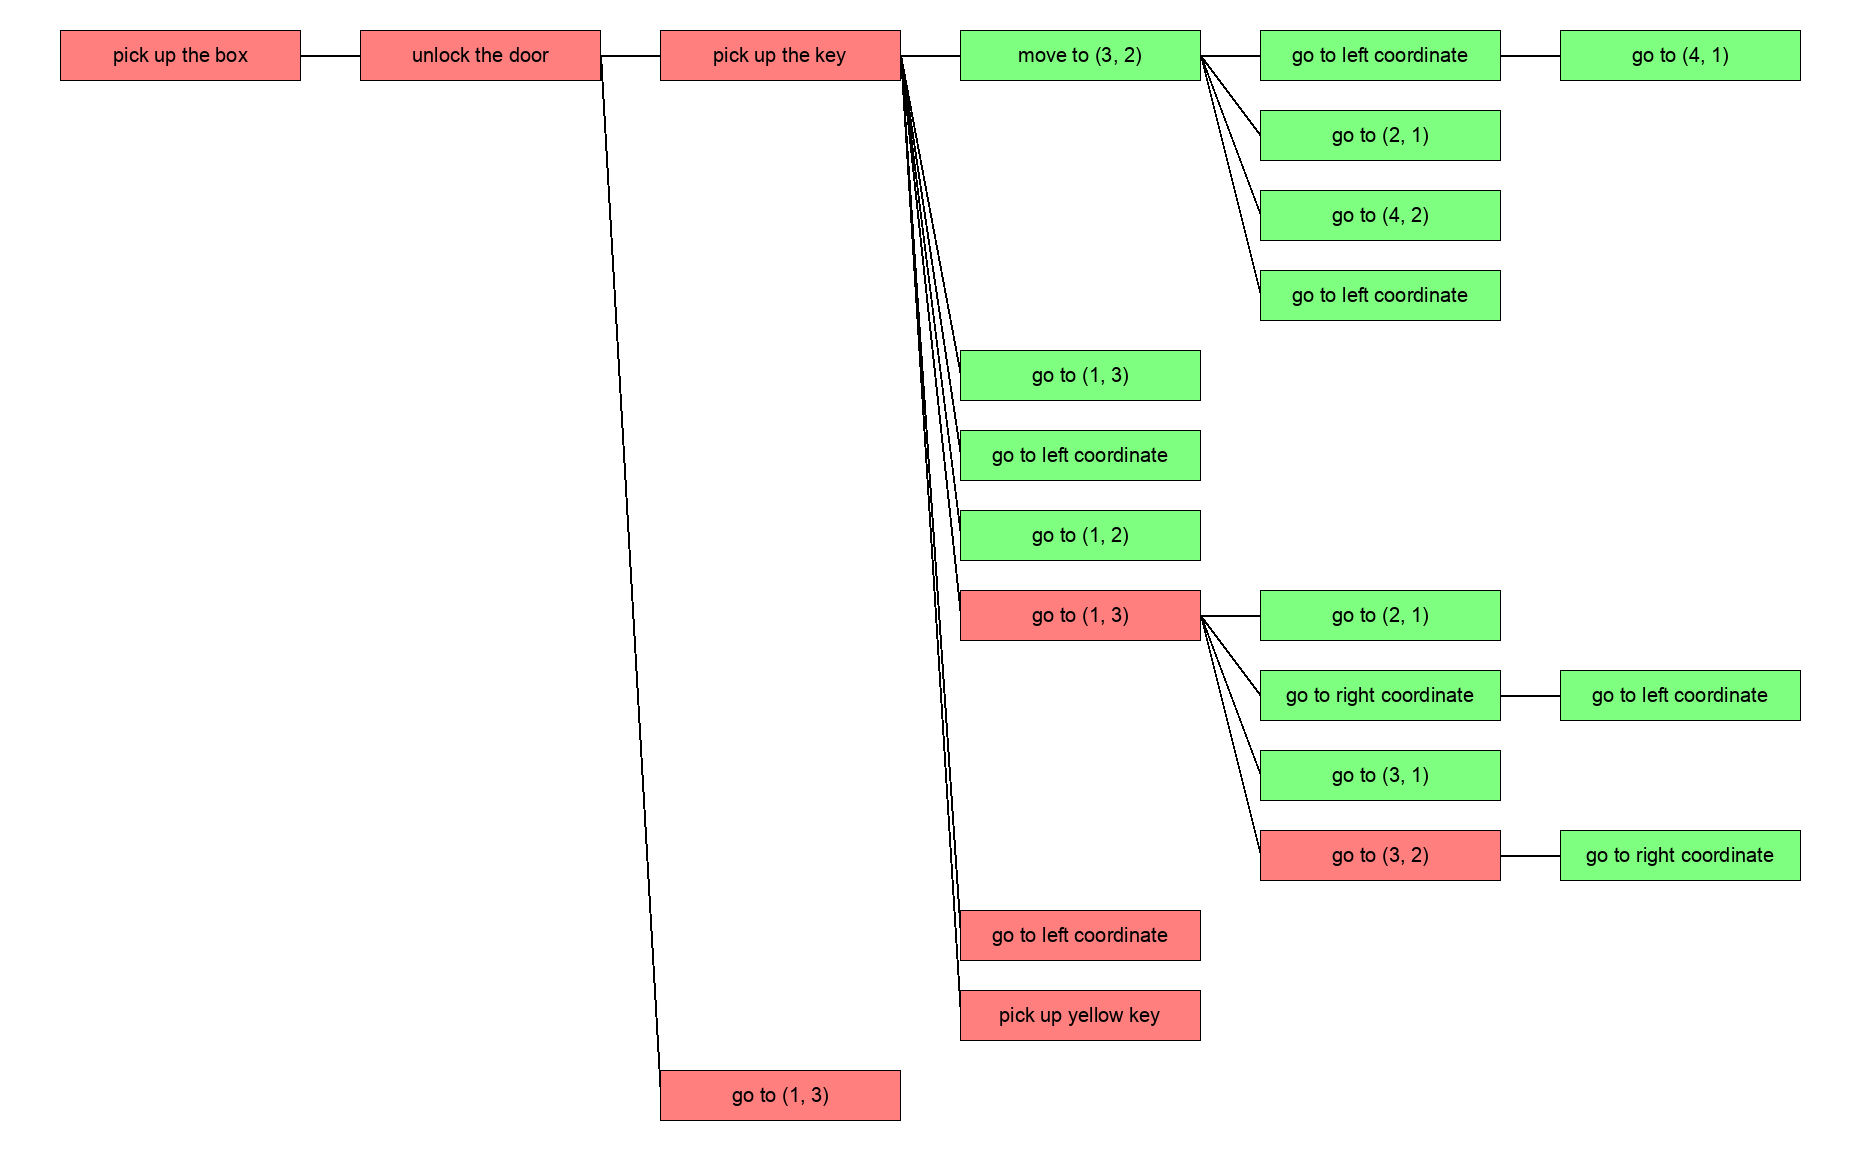 pick up the box
unlock the door
pick up the key
move to (3, 2)
go to left coordinate
go to (4, 1)
go to (2, 1)
go to (4, 2)
go to left coordinate
go to (1, 3)
go to left coordinate
go to (1, 2)
go to (1, 3)
go to (2, 1)
go to right coordinate
go to left coordinate
go to (3, 1)
go to (3, 2)
go to right coordinate
go to left coordinate
pick up yellow key
go to (1, 3)